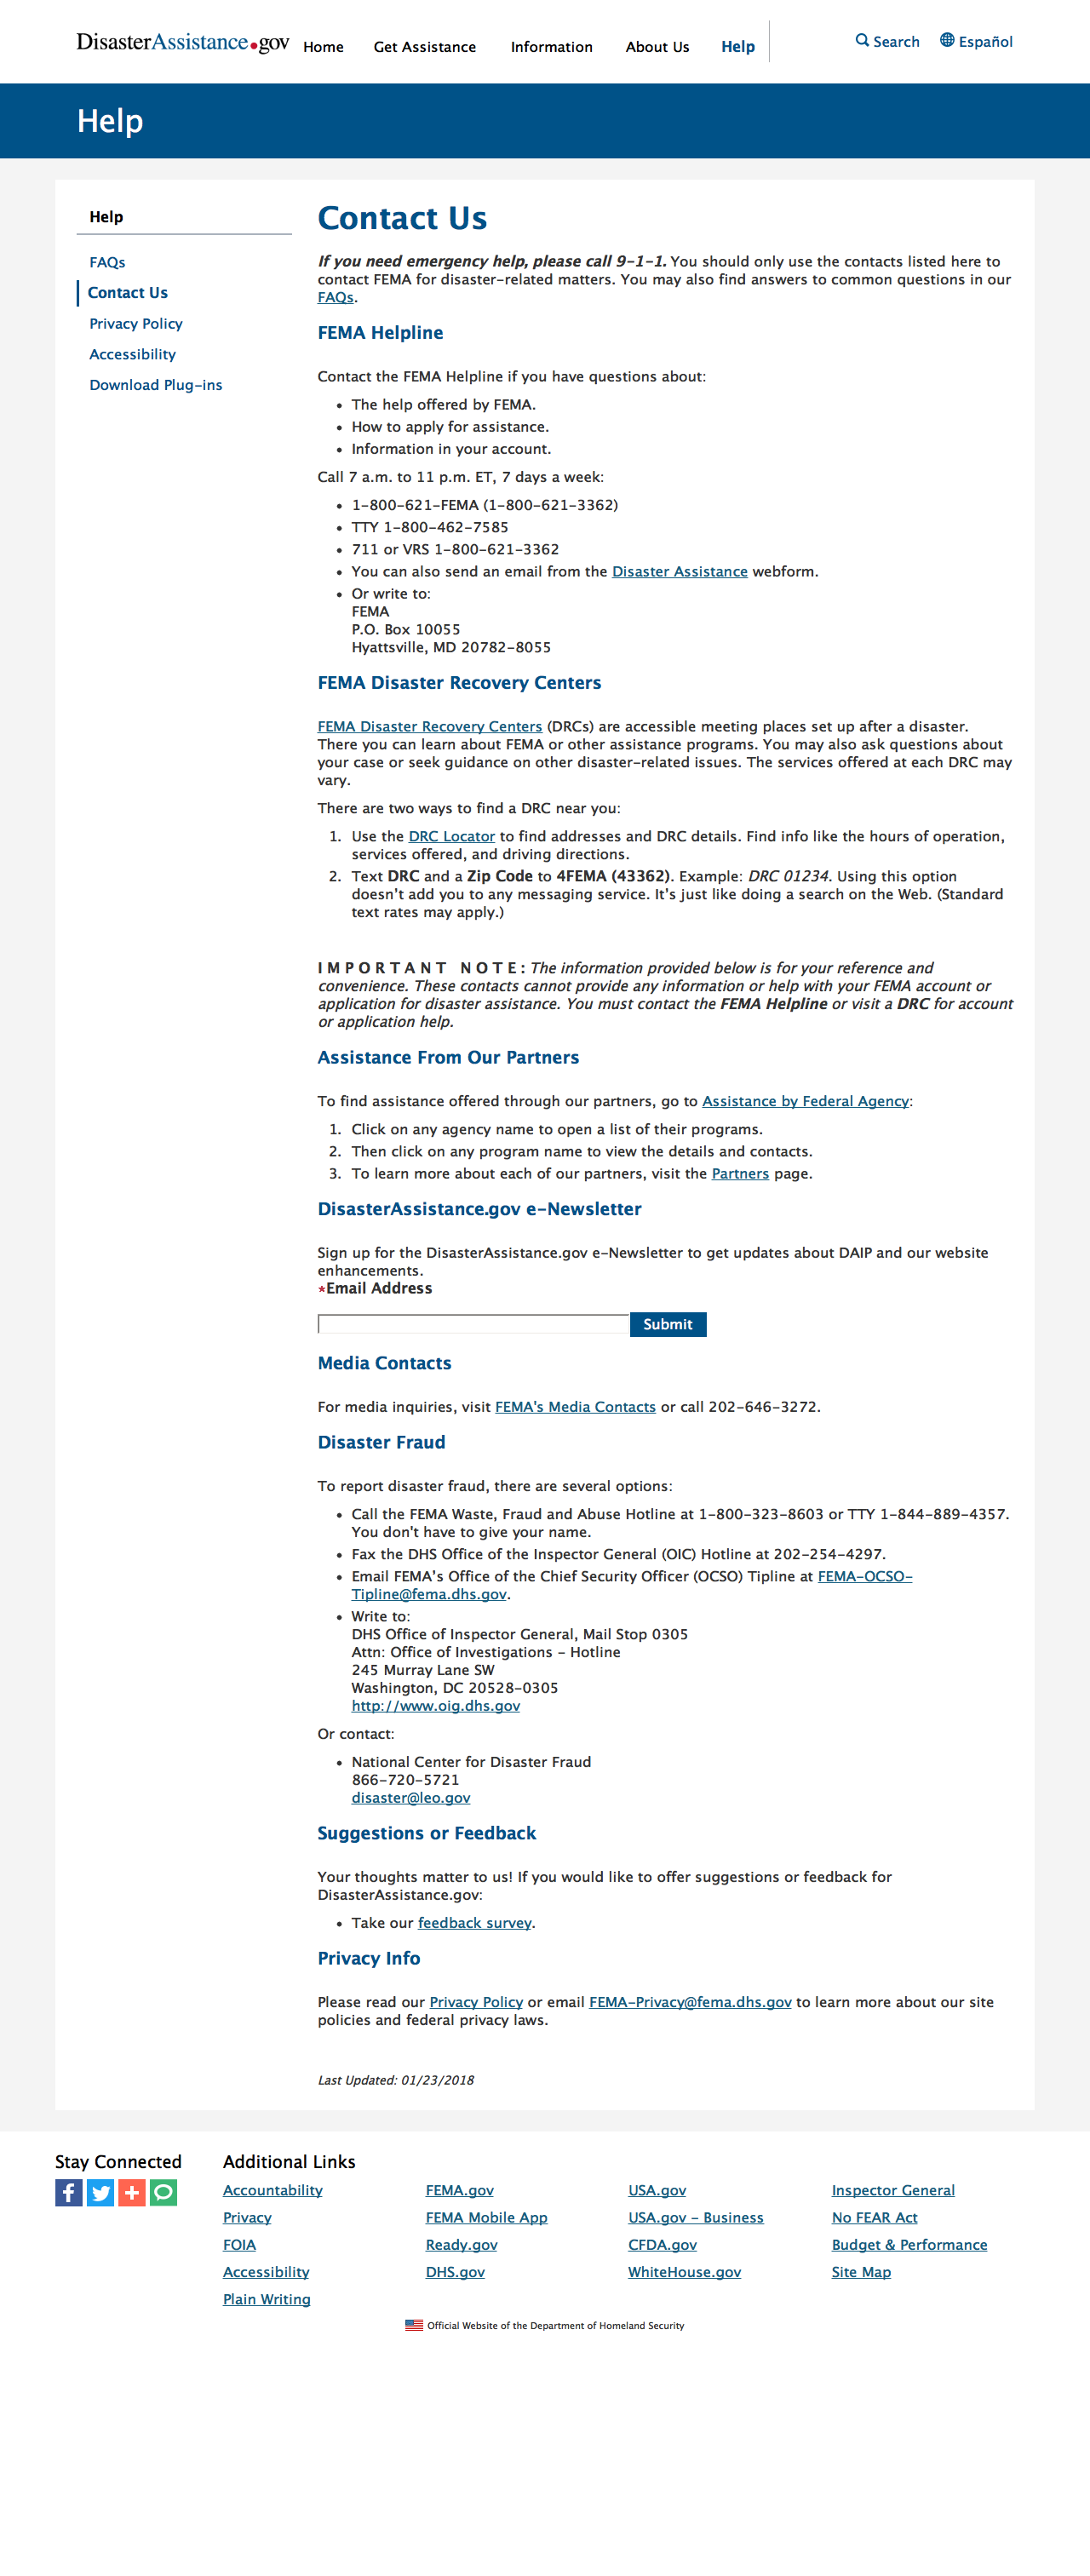 DisasterAssistance.gov Home Get Assistance Information About Us Help Search Español
Help
Help
FAQs
Contact Us
Privacy Policy
Accessibility
Download Plug-ins
Contact Us
If you need emergency help, please call 9-1-1. You should only use the contacts listed here to
contact FEMA for disaster-related matters. You may also find answers to common questions in our
FAQs.
FEMA Helpline
Contact the FEMA Helpline if you have questions about:
• The help offered by FEMA.
• How to apply for assistance.
• Information in your account.
Call 7 a.m. to 11 p.m. ET, 7 days a week:
• 1-800-621-FEMA (1-800-621-3362)
• TTY 1-800-462-7585
• 711 or VRS 1-800-621-3362
• You can also send an email from the Disaster Assistance webform.
• Or write to:
FEMA
P.O. Box 10055
Hyattsville, MD 20782-8055
FEMA Disaster Recovery Centers
FEMA Disaster Recovery Centers (DRCs) are accessible meeting places set up after a disaster.
There you can learn about FEMA or other assistance programs. You may also ask questions about
your case or seek guidance on other disaster-related issues. The services offered at each DRC may
vary.
There are two ways to find a DRC near you:
1. Use the DRC Locator to find addresses and DRC details. Find info like the hours of operation,
services offered, and driving directions.
2. Text DRC and a Zip Code to 4FEMA (43362). Example: DRC 01234. Using this option
doesn't add you to any messaging service. It's just like doing a search on the Web. (Standard
text rates may apply.)
IMPORTANT NOTE: The information provided below is for your reference and
convenience. These contacts cannot provide any information or help with your FEMA account or
application for disaster assistance. You must contact the FEMA Helpline or visit a DRC for account
or application help.
Assistance From Our Partners
To find assistance offered through our partners, go to Assistance by Federal Agency:
1. Click on any agency name to open a list of their programs.
2. Then click on any program name to view the details and contacts.
3. To learn more about each of our partners, visit the Partners page.
DisasterAssistance.gov e-Newsletter
Sign up for the DisasterAssistance.gov e-Newsletter to get updates about DAIP and our website
enhancements.
*Email Address
Submit
Media Contacts
For media inquiries, visit FEMA's Media Contacts or call 202-646-3272.
Disaster Fraud
To report disaster fraud, there are several options:
• Call the FEMA Waste, Fraud and Abuse Hotline at 1-800-323-8603 or TTY 1-844-889-4357.
You don't have to give your name.
• Fax the DHS Office of the Inspector General (OIC) Hotline at 202-254-4297.
• Email FEMA's Office of the Chief Security Officer (OCSO) Tipline at FEMA-OCSO-
Tipline@fema.dhs.gov.
• Write to:
DHS Office of Inspector General, Mail Stop 0305
Attn: Office of Investigations - Hotline
245 Murray Lane SW
Washington, DC 20528-0305
http://www.oig.dhs.gov
Or contact:
• National Center for Disaster Fraud
866-720-5721
disaster@leo.gov
Suggestions or Feedback
Your thoughts matter to us! If you would like to offer suggestions or feedback for
DisasterAssistance.gov:
• Take our feedback survey.
Privacy Info
Please read our Privacy Policy or email FEMA-Privacy@fema.dhs.gov to learn more about our site
policies and federal privacy laws.
Last Updated: 01/23/2018
Stay Connected
Additional Links
Accountability FEMA.gov USA.gov Inspector General
Privacy FEMA Mobile App USA.gov - Business No FEAR Act
FOIA Ready.gov CFDA.gov Budget & Performance
Accessibility DHS.gov WhiteHouse.gov Site Map
Plain Writing
Official Website of the Department of Homeland Security